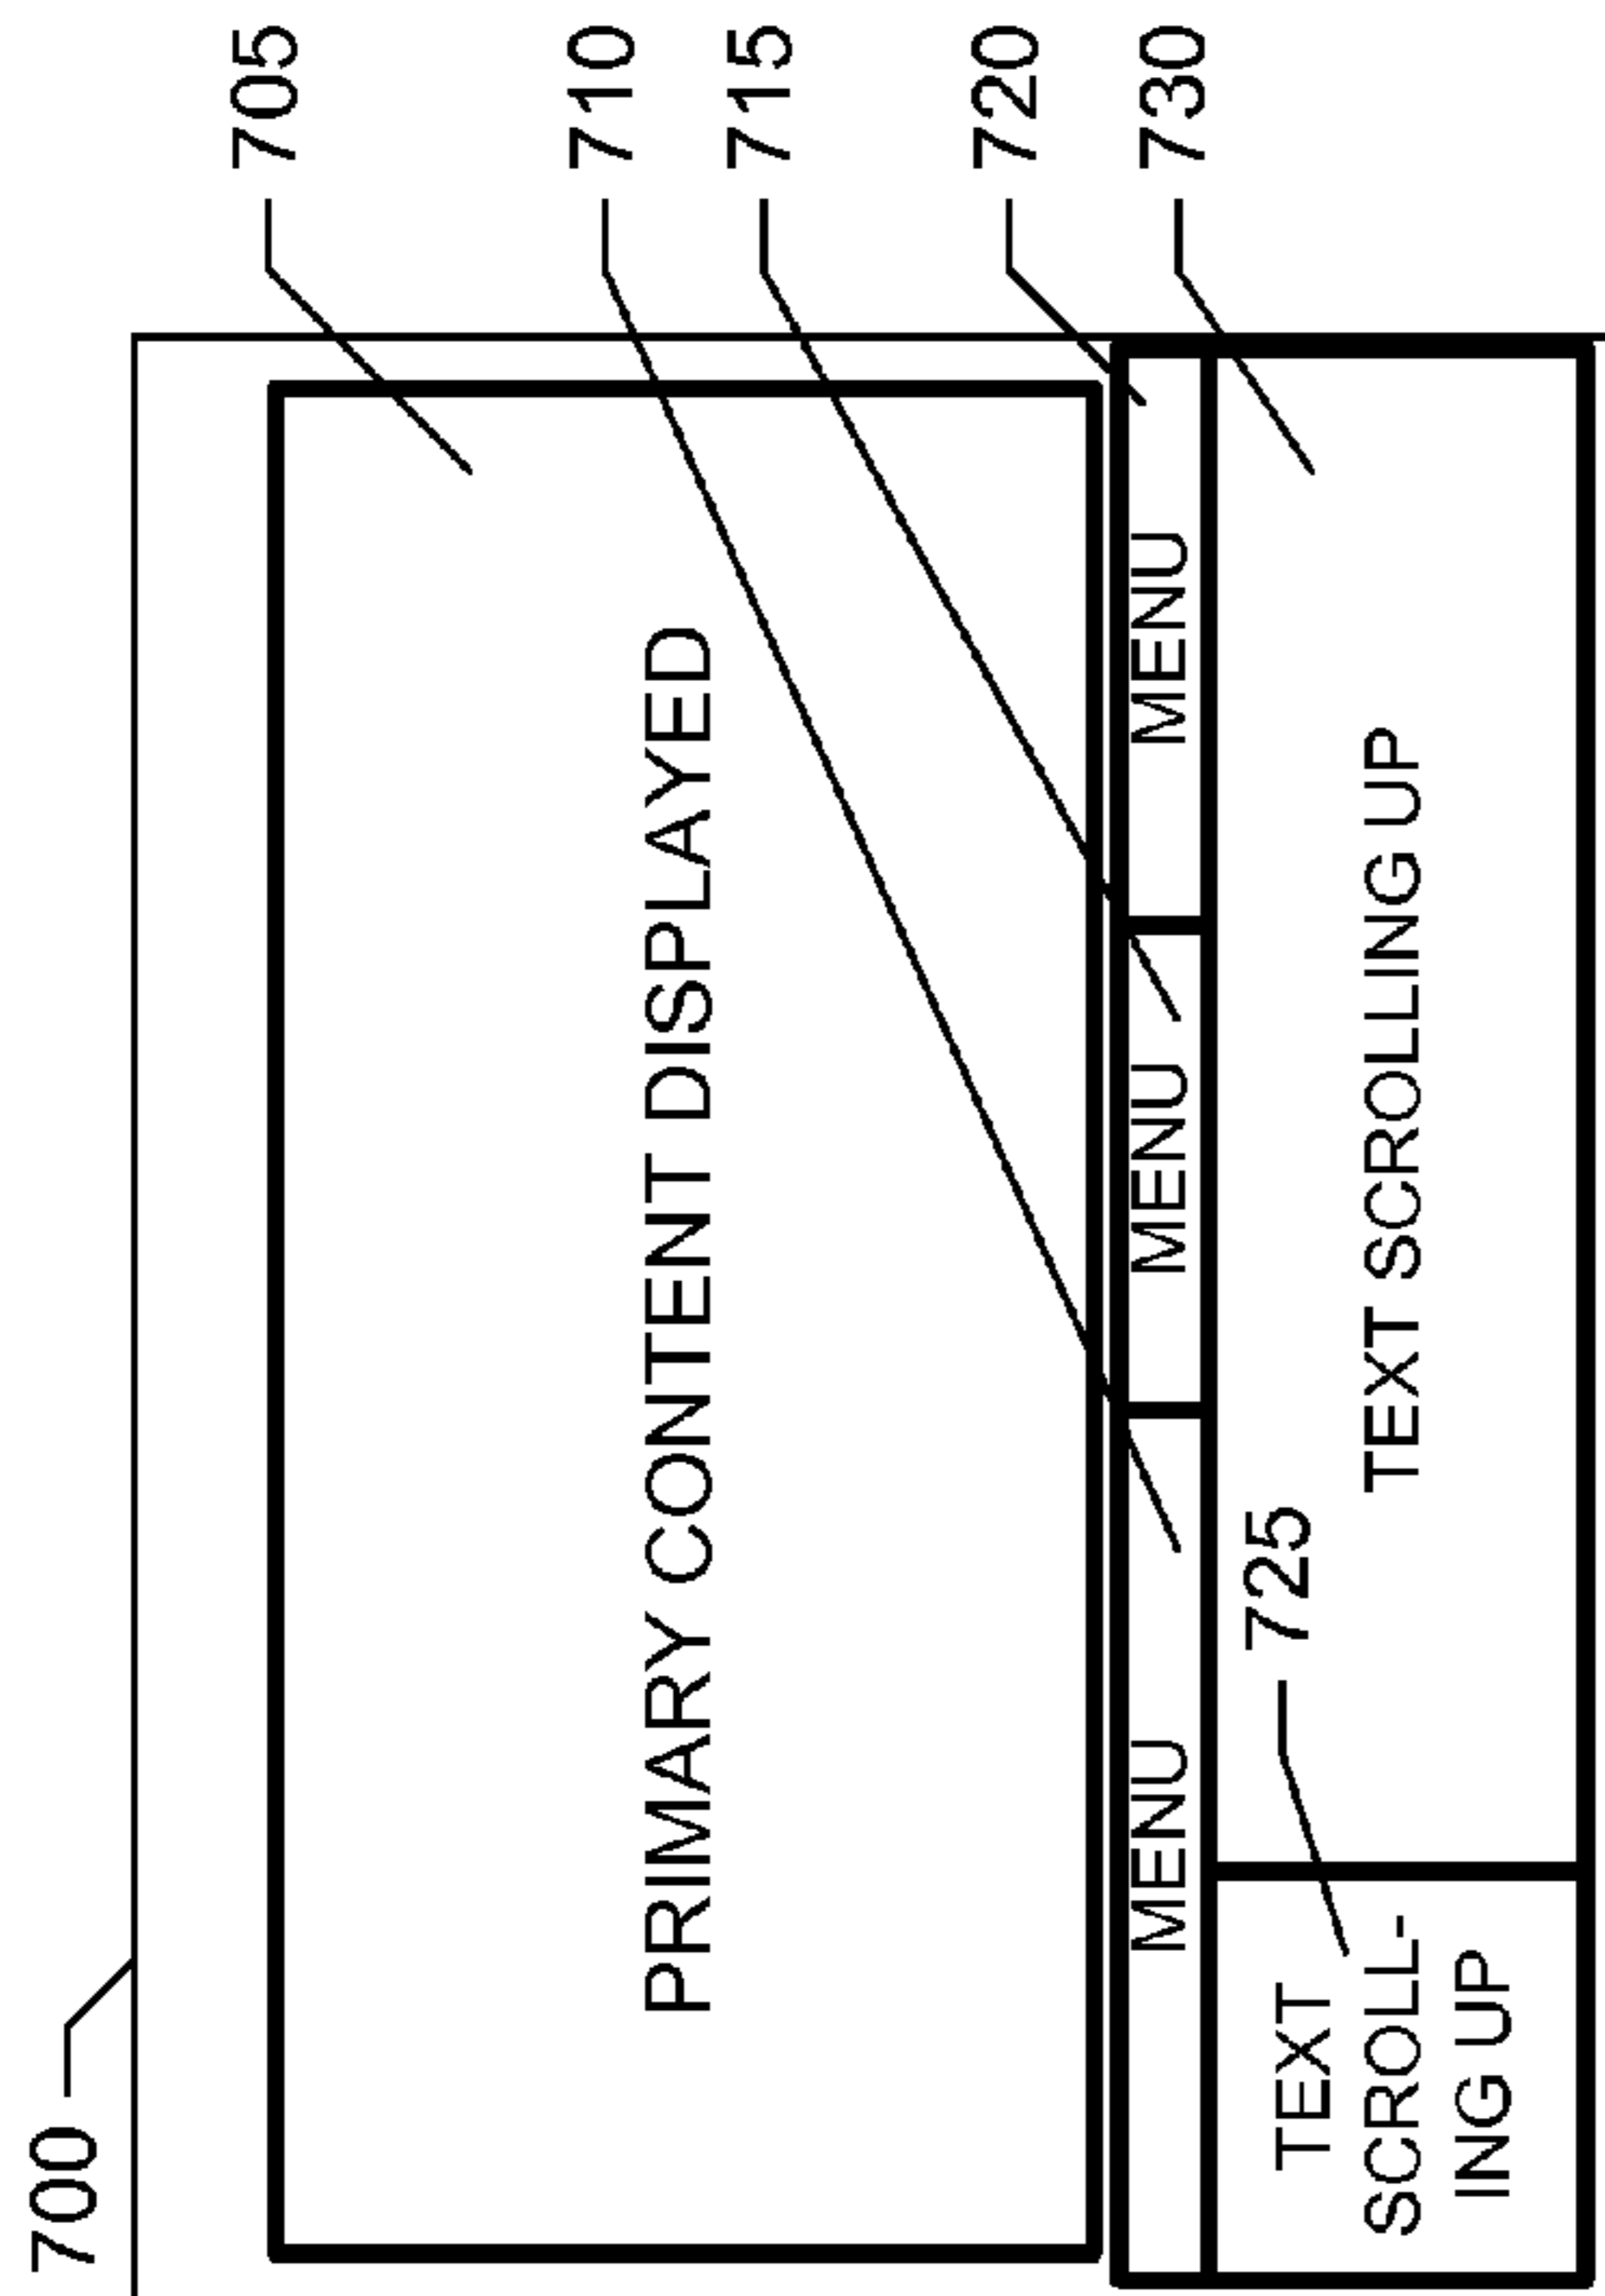 700
705
PRIMARY CONTENT DISPLAYED
710
715
MENU
MENU
MENU
720
725
730
TEXT
SCROLL-
ING UP
TEXT SCROLLING UP